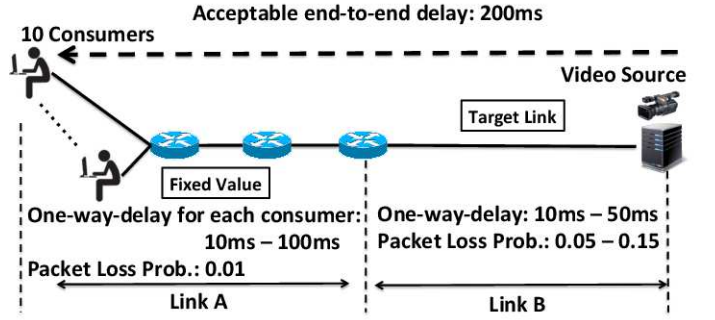 Acceptable end-to-end delay: 200ms
10 Consumers
Video Source
Target Link
Fixed Value
One-way-delay for each consumer:
10ms – 100ms
Packet Loss Prob.: 0.01
One-way-delay: 10ms – 50ms
Packet Loss Prob.: 0.05 – 0.15
Link A
Link B